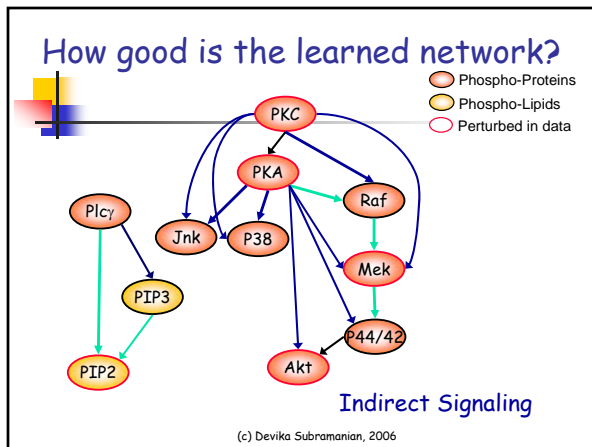 How good is the learned network?
Phospho-Proteins
Phospho-Lipids
Perturbed in data
PKC
PKA
Raf
Plcγ
Jnk
P38
Mek
PIP3
P44/42
Akt
PIP2
Indirect Signaling
(c) Devika Subramanian, 2006